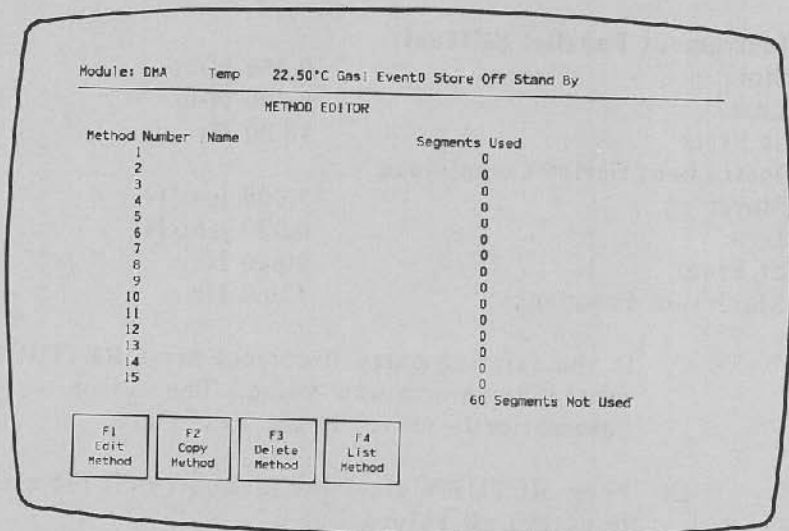 Module: DMA Temp 22.50°C Gas1 Event0 Store Off Stand By
METHOD EDITOR
Method Number Name Segments Used
1 0
2 0
3 0
4 0
5 0
6 0
7 0
8 0
9 0
10 0
11 0
12 0
13 0
14 0
15 0
60 Segments Not Used
F1 Edit Method
F2 Copy Method
F3 Delete Method
F4 List Method